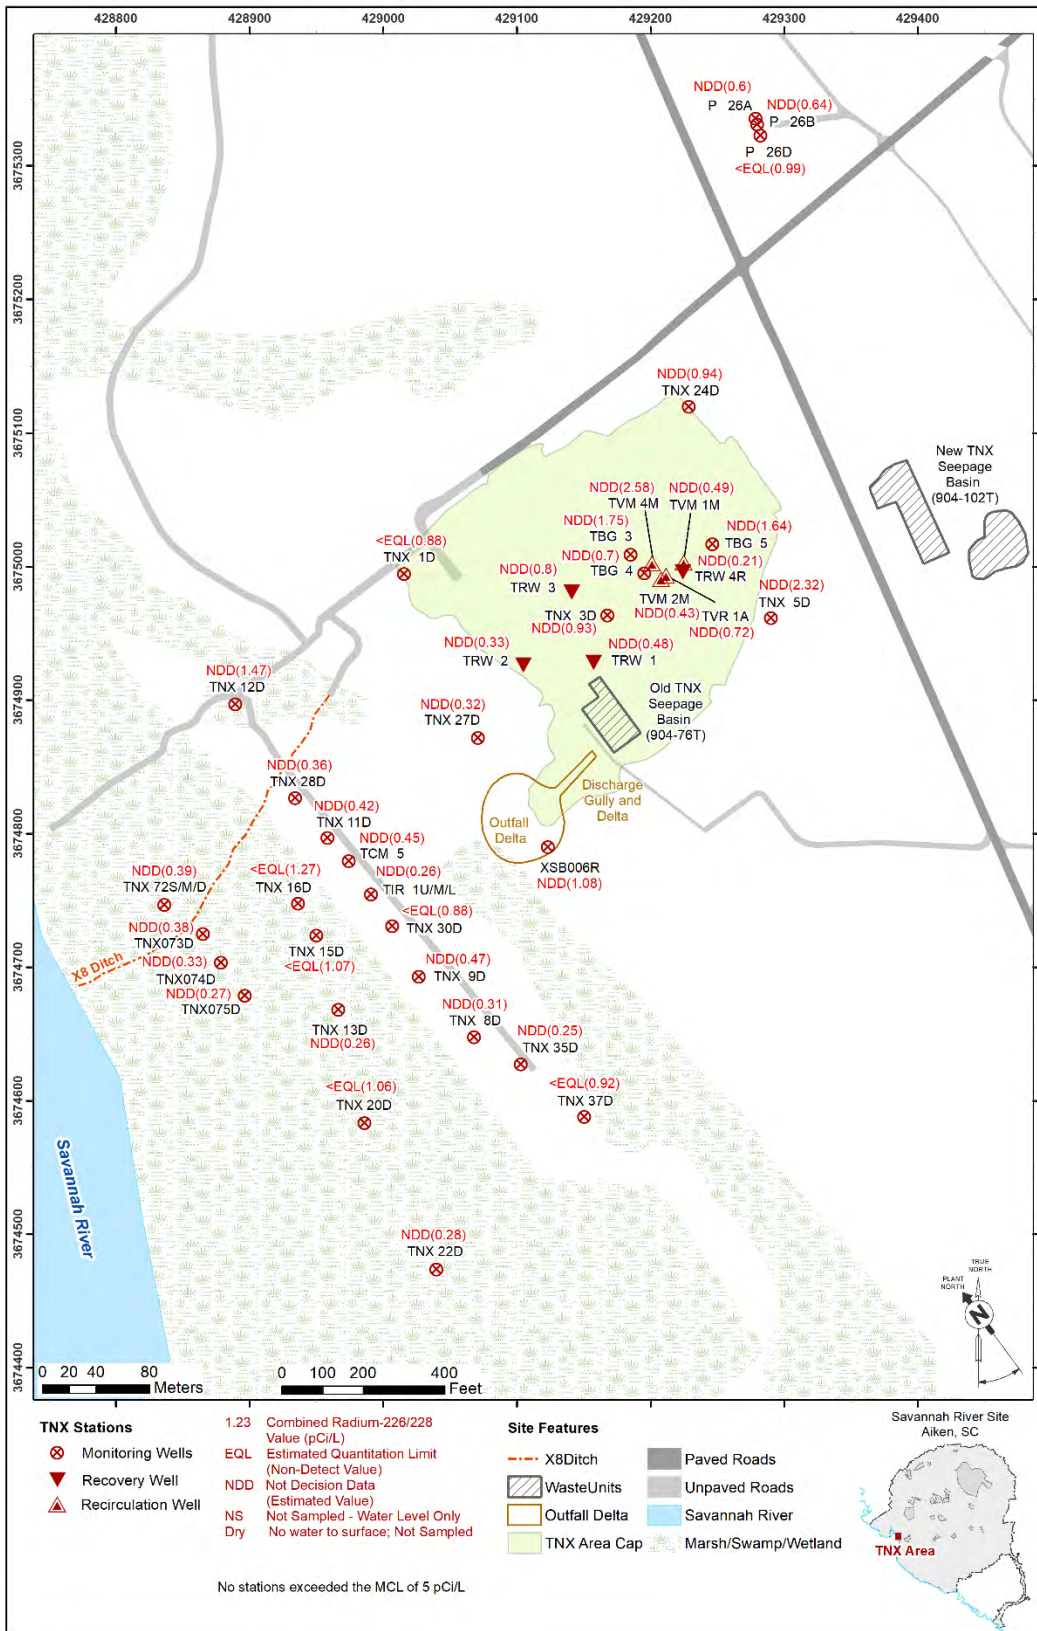 428800
428900
429000
429100
429200
429300
429400
3675300
3675200
3675100
3675000
3674900
3674800
3674700
3674600
3674500
3674400
NDD(0.6)
P 26A
NDD(0.64)
P 26B
P 26D
<EQL(0.99)
NDD(0.94)
TNX 24D
New TNX
Seepage
Basin
(904-102T)
NDD(2.58)
TVM 4M
NDD(0.49)
TVM 1M
NDD(1.75)
TBG 3
NDD(1.64)
TBG 5
<EQL(0.88)
TNX 1D
NDD(0.7)
TBG 4
NDD(0.21)
TRW 4R
NDD(0.8)
TRW 3
NDD(2.32)
TNX 5D
TVM 2M
NDD(0.43)
TVR 1A
NDD(0.72)
TNX 3D
NDD(0.93)
NDD(0.33)
TRW 2
NDD(0.48)
TRW 1
NDD(1.47)
TNX 12D
Old TNX
Seepage
Basin
(904-76T)
NDD(0.32)
TNX 27D
NDD(0.36)
TNX 28D
Discharge
Gully and
Delta
Outfall
Delta
NDD(0.42)
TNX 11D
NDD(0.45)
TCM 5
XSB006R
NDD(1.08)
NDD(0.39)
TNX 72S/M/D
<EQL(1.27)
TNX 16D
NDD(0.26)
TIR 1U/M/L
<EQL(0.88)
TNX 30D
NDD(0.38)
TNX073D
TNX 15D
<EQL(1.07)
X8 Ditch
NDD(0.33)
TNX074D
NDD(0.47)
TNX 9D
NDD(0.27)
TNX075D
NDD(0.31)
TNX 8D
TNX 13D
NDD(0.26)
NDD(0.25)
TNX 35D
<EQL(1.06)
TNX 20D
<EQL(0.92)
TNX 37D
Savannah River
NDD(0.28)
TNX 22D
TRUE
NORTH
PLANT
NORTH
N
0 20 40 80
Meters
0 100 200 400
Feet
TNX Stations
Monitoring Wells
Recovery Well
Recirculation Well
1.23 Combined Radium-226/228
Value (pCi/L)
EQL Estimated Quantitation Limit
(Non-Detect Value)
NDD Not Decision Data
(Estimated Value)
NS Not Sampled - Water Level Only
Dry No water to surface; Not Sampled
No stations exceeded the MCL of 5 pCi/L
Site Features
X8Ditch
WasteUnits
Outfall Delta
TNX Area Cap
Paved Roads
Unpaved Roads
Savannah River
Marsh/Swamp/Wetland
Savannah River Site
Aiken, SC
TNX Area